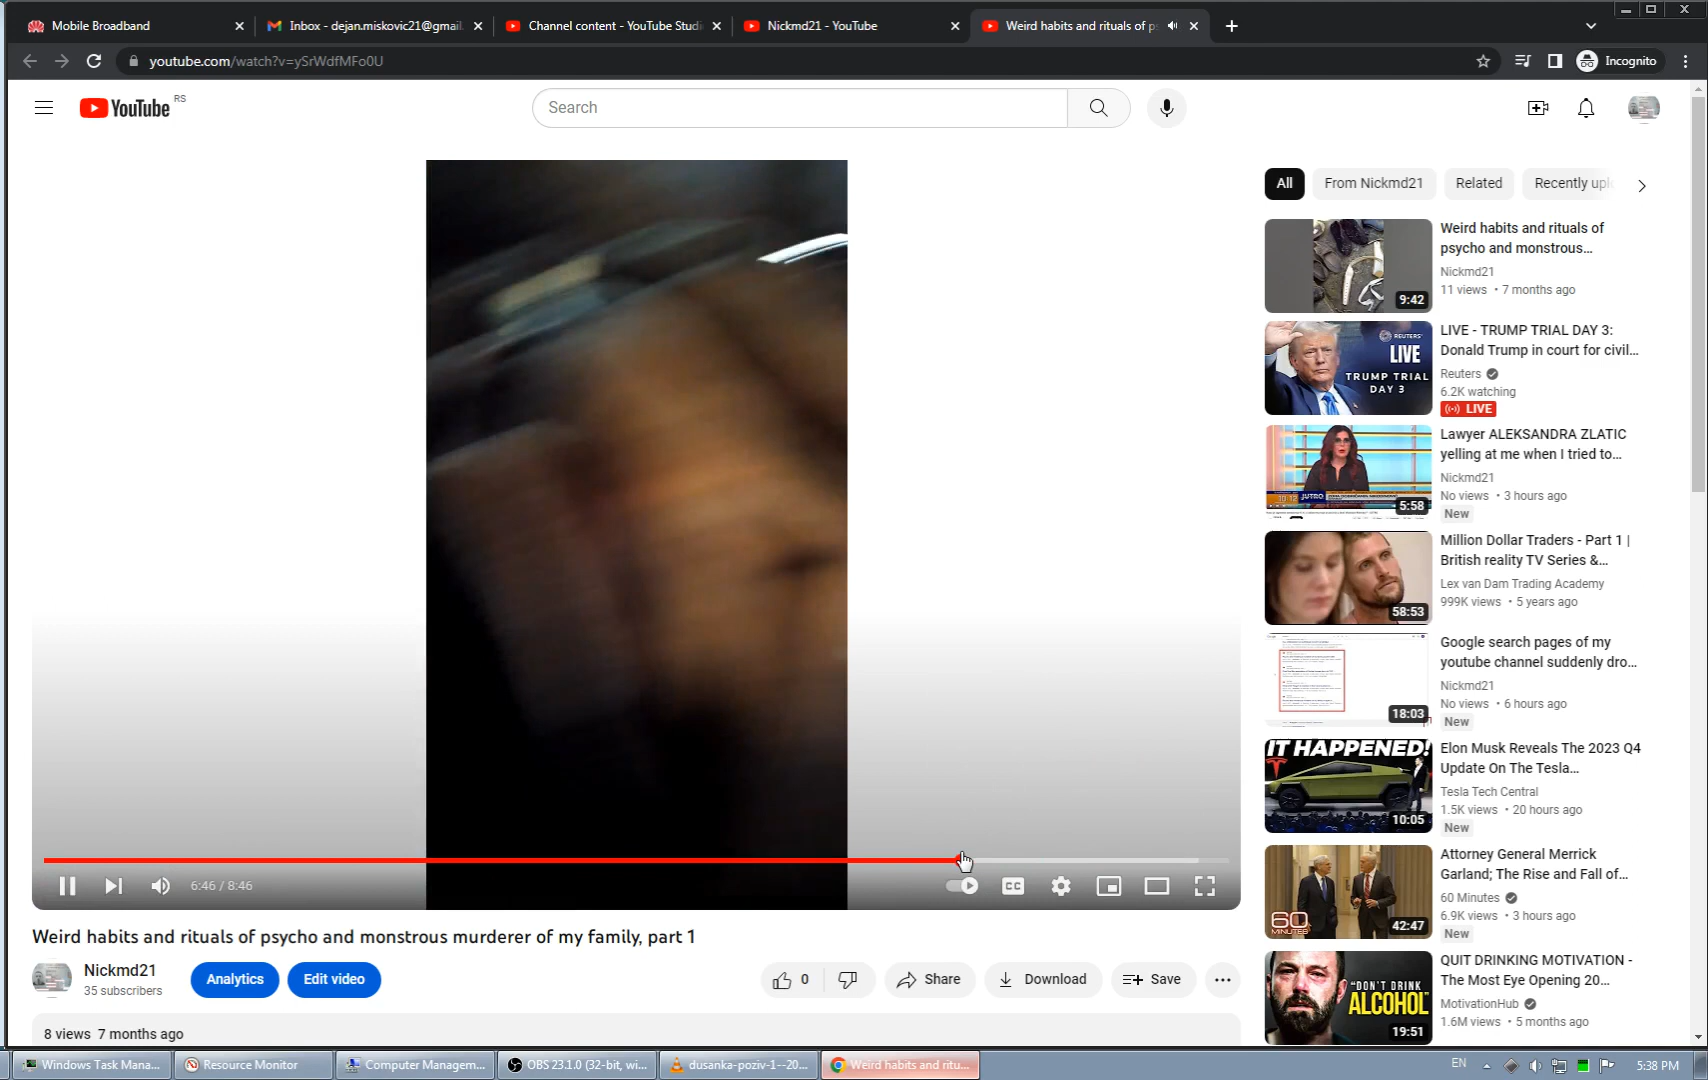 Mobile Broadband
Inbox - dejan.miskovic21@gmail.
Channel content - YouTube Studi
Nickmd21 - YouTube
Weird habits and rituals of ps
youtube.com/watch?v=ySrWdfMFo0U
Incognito
YouTube RS
Search
All
From Nickmd21
Related
Recently uplo
Weird habits and rituals of
psycho and monstrous...
Nickmd21
11 views • 7 months ago
9:42
REUTERS
LIVE
TRUMP TRIAL
DAY 3
LIVE - TRUMP TRIAL DAY 3:
Donald Trump in court for civil...
Reuters
6.2K watching
LIVE
JUTRO
5:58
Lawyer ALEKSANDRA ZLATIC
yelling at me when I tried to...
Nickmd21
No views • 3 hours ago
New
58:53
Million Dollar Traders - Part 1 |
British reality TV Series &...
Lex van Dam Trading Academy
999K views • 5 years ago
18:03
Google search pages of my
youtube channel suddenly dro...
Nickmd21
No views • 6 hours ago
New
IT HAPPENED!
10:05
Elon Musk Reveals The 2023 Q4
Update On The Tesla...
Tesla Tech Central
1.5K views • 20 hours ago
New
60
MINUTES
42:47
Attorney General Merrick
Garland; The Rise and Fall of...
60 Minutes
6.9K views • 3 hours ago
New
"DON'T DRINK
ALCOHOL"
19:51
QUIT DRINKING MOTIVATION -
The Most Eye Opening 20...
MotivationHub
1.6M views • 5 months ago
6:46 / 8:46
CC
Weird habits and rituals of psycho and monstrous murderer of my family, part 1
Nickmd21
35 subscribers
Analytics
Edit video
0
Share
Download
Save
8 views 7 months ago
Windows Task Mana...
Resource Monitor
Computer Managem...
OBS 23.1.0 (32-bit, wi...
dusanka-poziv-1--20...
Weird habits and ritu...
EN
5:38 PM